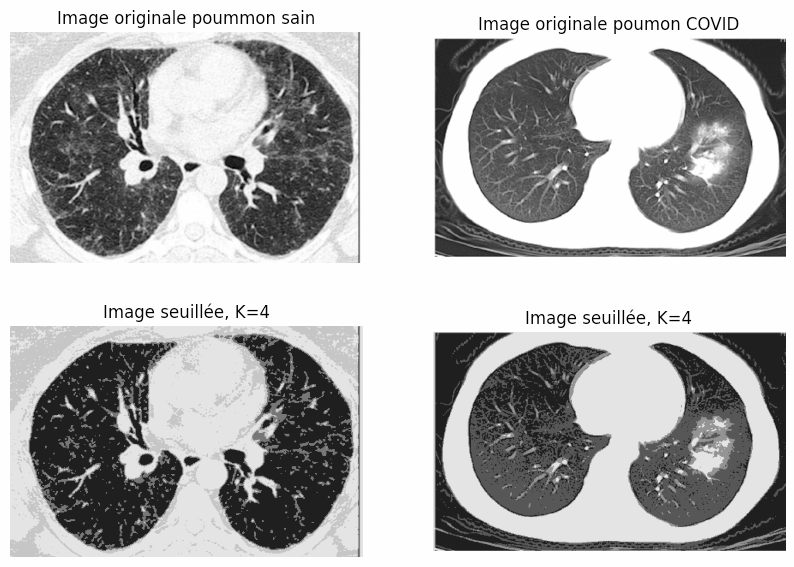 Image originale poummon sain
Image originale poumon COVID
Image seuillée, K=4
Image seuillée, K=4